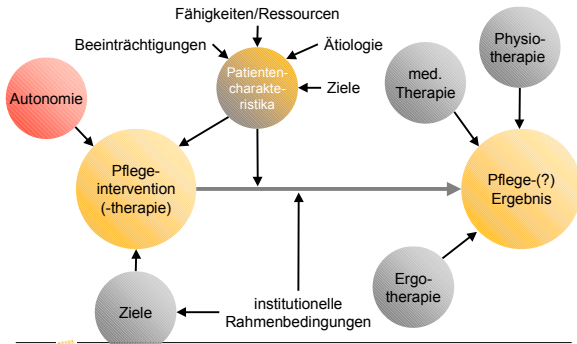 Fähigkeiten/Ressourcen
Beeinträchtigungen
Ätiologie
Patienten-
charakte-
ristika
Ziele
Autonomie
Physio-
therapie
med.
Therapie
Pflege-
intervention
(-therapie)
Pflege-(?)
Ergebnis
Ergo-
therapie
Ziele
institutionelle
Rahmenbedingungen